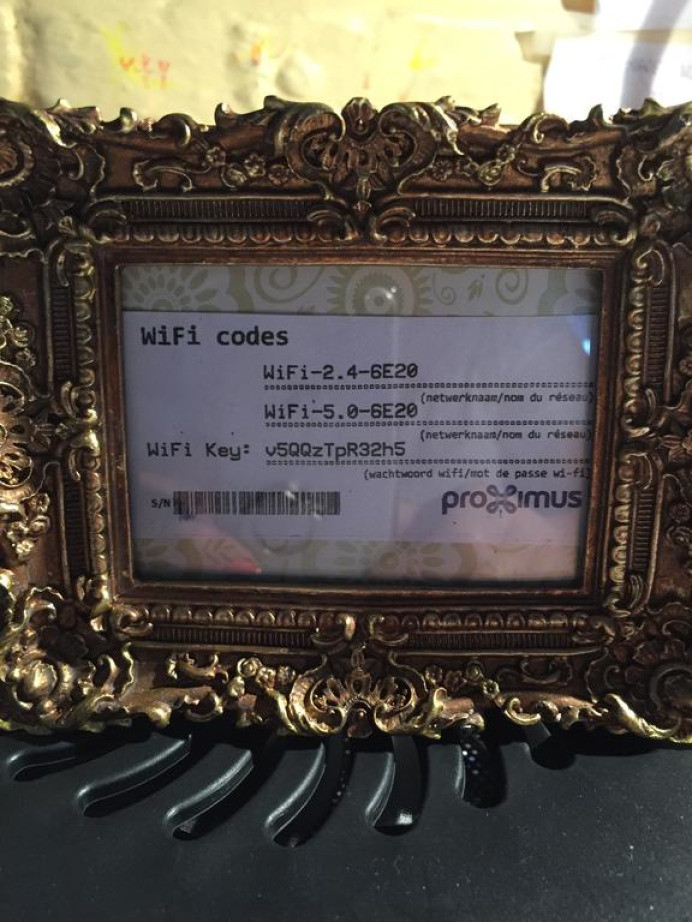 WiFi codes
WiFi-2.4-6E20
(netwerknaam/nom du réseau)
WiFi-5.0-6E20
(netwerknaam/nom du réseau)
WiFi Key: v5QQzTpR32h5
(wachtwoord wifi/mot de passe wi-fi)
S/N
proximus